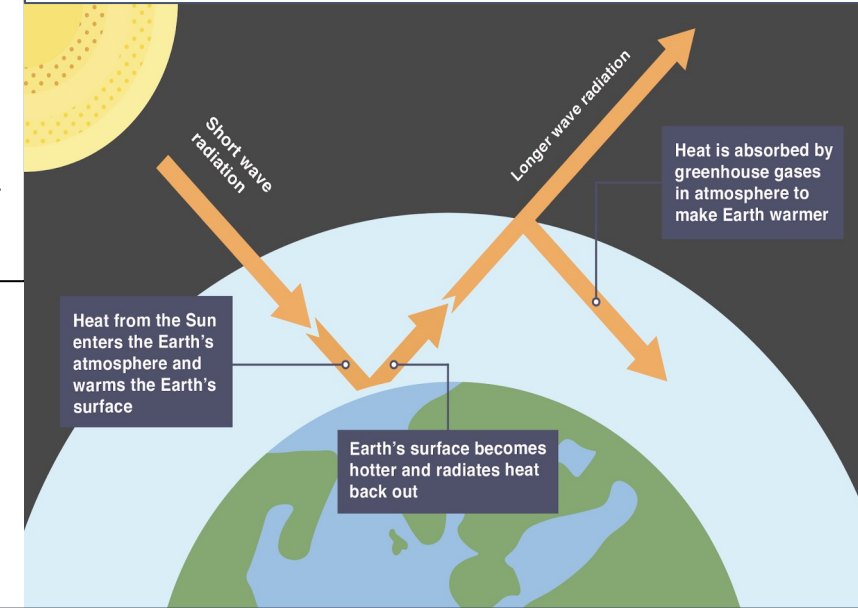 Short wave
radiation
Longer wave radiation
Heat is absorbed by
greenhouse gases
in atmosphere to
make Earth warmer
Heat from the Sun
enters the Earth's
atmosphere and
warms the Earth's
surface
Earth's surface becomes
hotter and radiates heat
back out